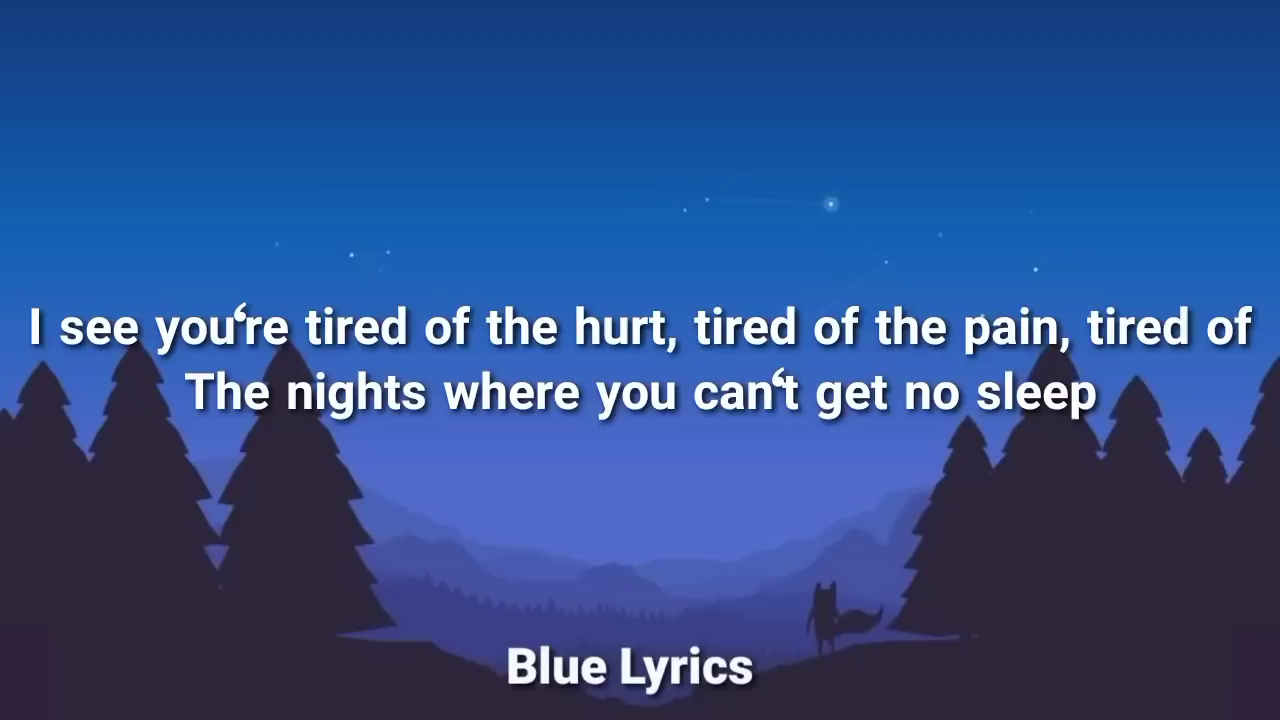 I see you‘re tired of the hurt, tired of the pain, tired of
The nights where you can‘t get no sleep
Blue Lyrics